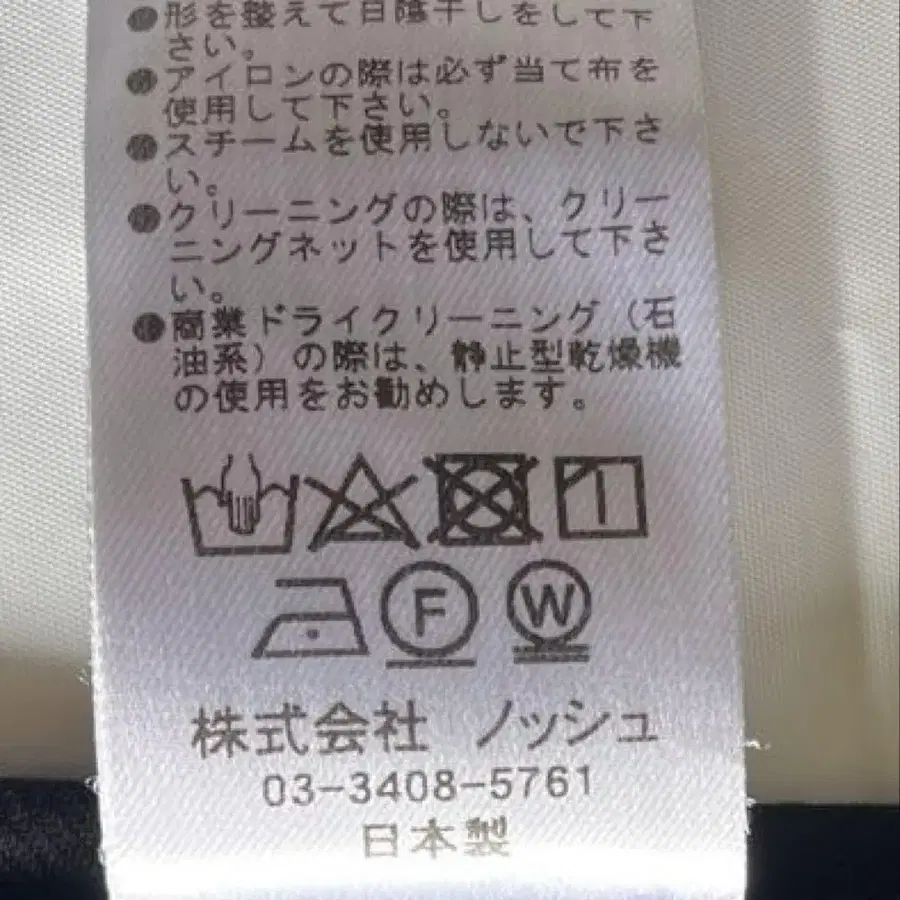 ●形を整えて日陰干しをして下
さい。
●アイロンの際は必ず当て布を
使用して下さい。
●スチームを使用しないで下さ
い。
●クリーニングの際は、クリー
ニングネットを使用して下さ
い。
●商業ドライクリーニング（石
油系）の際は、静止型乾燥機
の使用をお勧めします。
F W
株式会社 ノッシュ
03-3408-5761
日本製